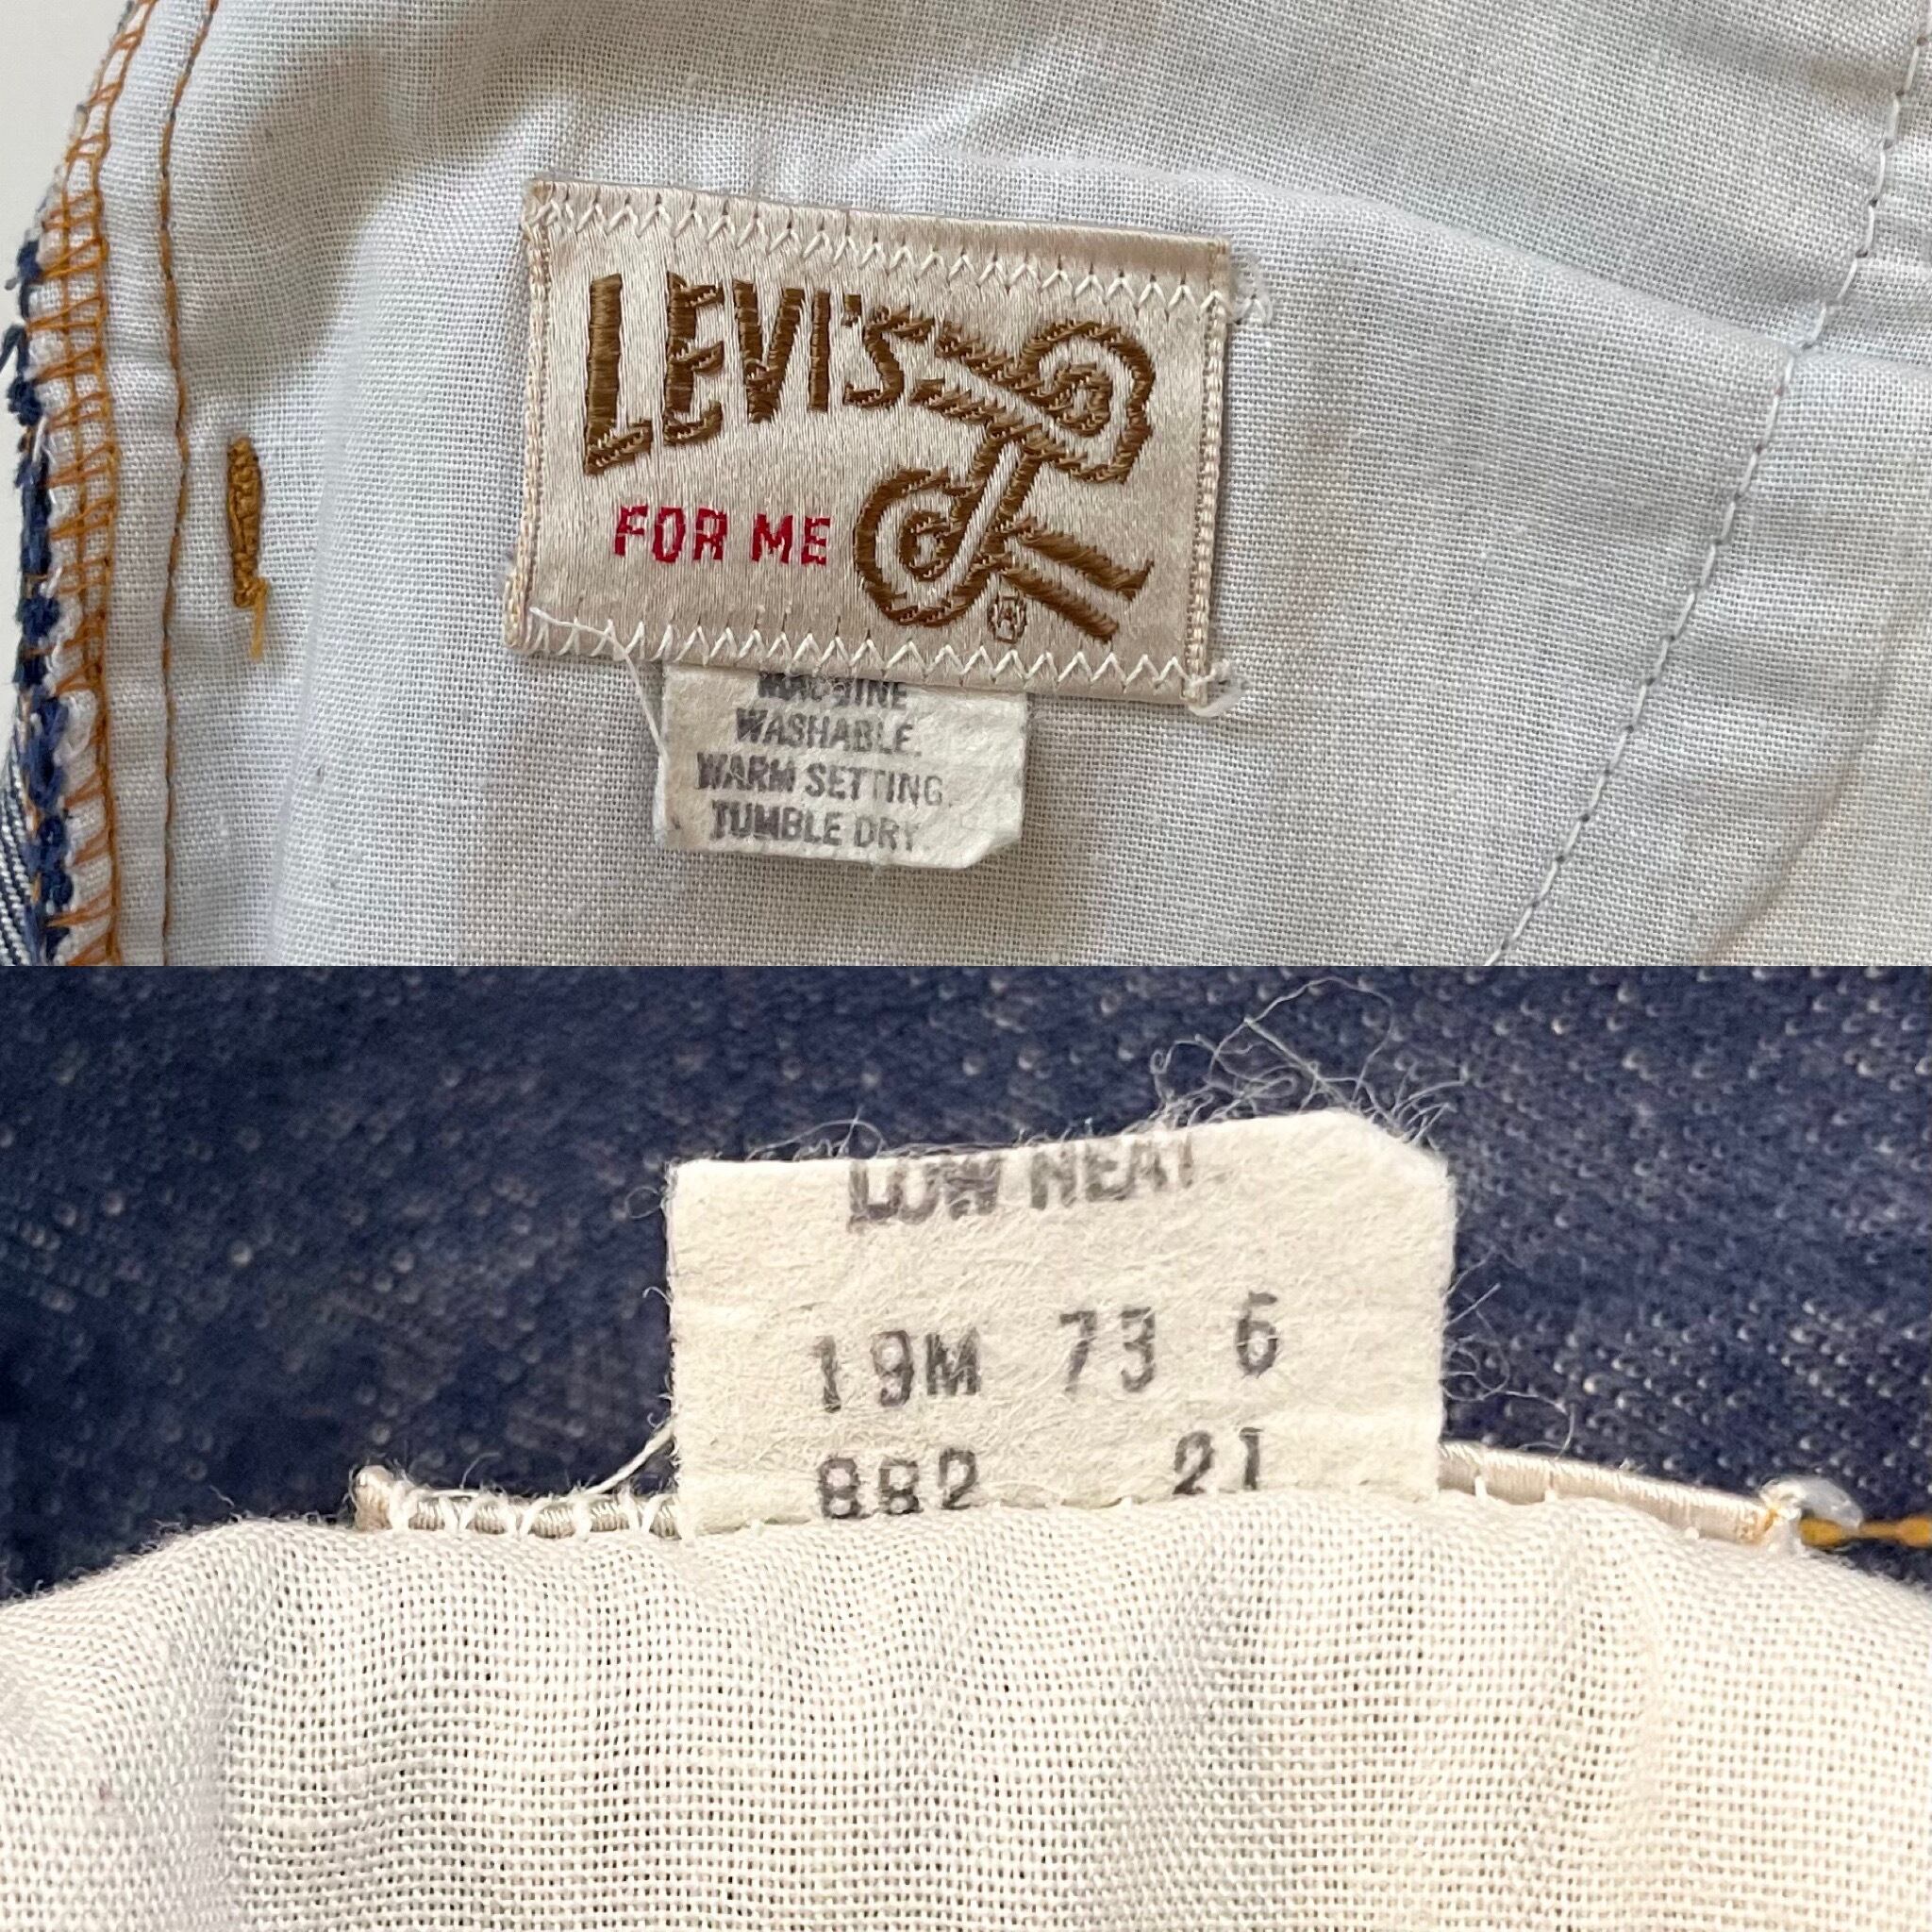 LEVI'S
FOR ME
®
MACHINE
WASHABLE.
WARM SETTING.
TUMBLE DRY.
LOW HEAT.
19M 73 6
882 21